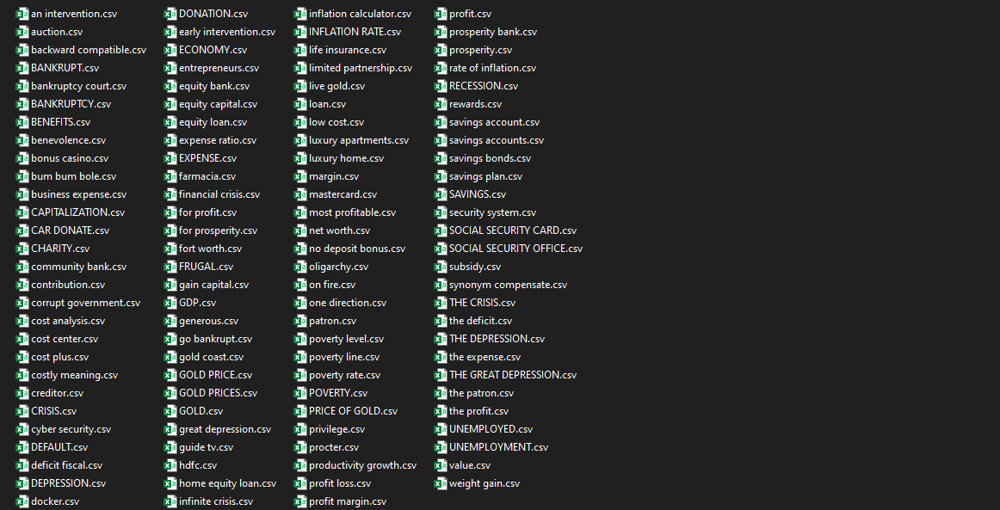 an intervention.csv
auction.csv
backward compatible.csv
BANKRUPT.csv
bankruptcy court.csv
BANKRUPTCY.csv
BENEFITS.csv
benevolence.csv
bonus casino.csv
bum bum bole.csv
business expense.csv
CAPITALIZATION.csv
CAR DONATE.csv
CHARITY.csv
community bank.csv
contribution.csv
corrupt government.csv
cost analysis.csv
cost center.csv
cost plus.csv
costly meaning.csv
creditor.csv
CRISIS.csv
cyber security.csv
DEFAULT.csv
deficit fiscal.csv
DEPRESSION.csv
docker.csv
DONATION.csv
early intervention.csv
ECONOMY.csv
entrepreneurs.csv
equity bank.csv
equity capital.csv
equity loan.csv
expense ratio.csv
EXPENSE.csv
farmacia.csv
financial crisis.csv
for profit.csv
for prosperity.csv
fort worth.csv
FRUGAL.csv
gain capital.csv
GDP.csv
generous.csv
go bankrupt.csv
gold coast.csv
GOLD PRICE.csv
GOLD PRICES.csv
GOLD.csv
great depression.csv
guide tv.csv
hdfc.csv
home equity loan.csv
infinite crisis.csv
inflation calculator.csv
INFLATION RATE.csv
life insurance.csv
limited partnership.csv
live gold.csv
loan.csv
low cost.csv
luxury apartments.csv
luxury home.csv
margin.csv
mastercard.csv
most profitable.csv
net worth.csv
no deposit bonus.csv
oligarchy.csv
on fire.csv
one direction.csv
patron.csv
poverty level.csv
poverty line.csv
poverty rate.csv
POVERTY.csv
PRICE OF GOLD.csv
privilege.csv
procter.csv
productivity growth.csv
profit loss.csv
profit margin.csv
profit.csv
prosperity bank.csv
prosperity.csv
rate of inflation.csv
RECESSION.csv
rewards.csv
savings account.csv
savings accounts.csv
savings bonds.csv
savings plan.csv
SAVINGS.csv
security system.csv
SOCIAL SECURITY CARD.csv
SOCIAL SECURITY OFFICE.csv
subsidy.csv
synonym compensate.csv
THE CRISIS.csv
the deficit.csv
THE DEPRESSION.csv
the expense.csv
THE GREAT DEPRESSION.csv
the patron.csv
the profit.csv
UNEMPLOYED.csv
UNEMPLOYMENT.csv
value.csv
weight gain.csv